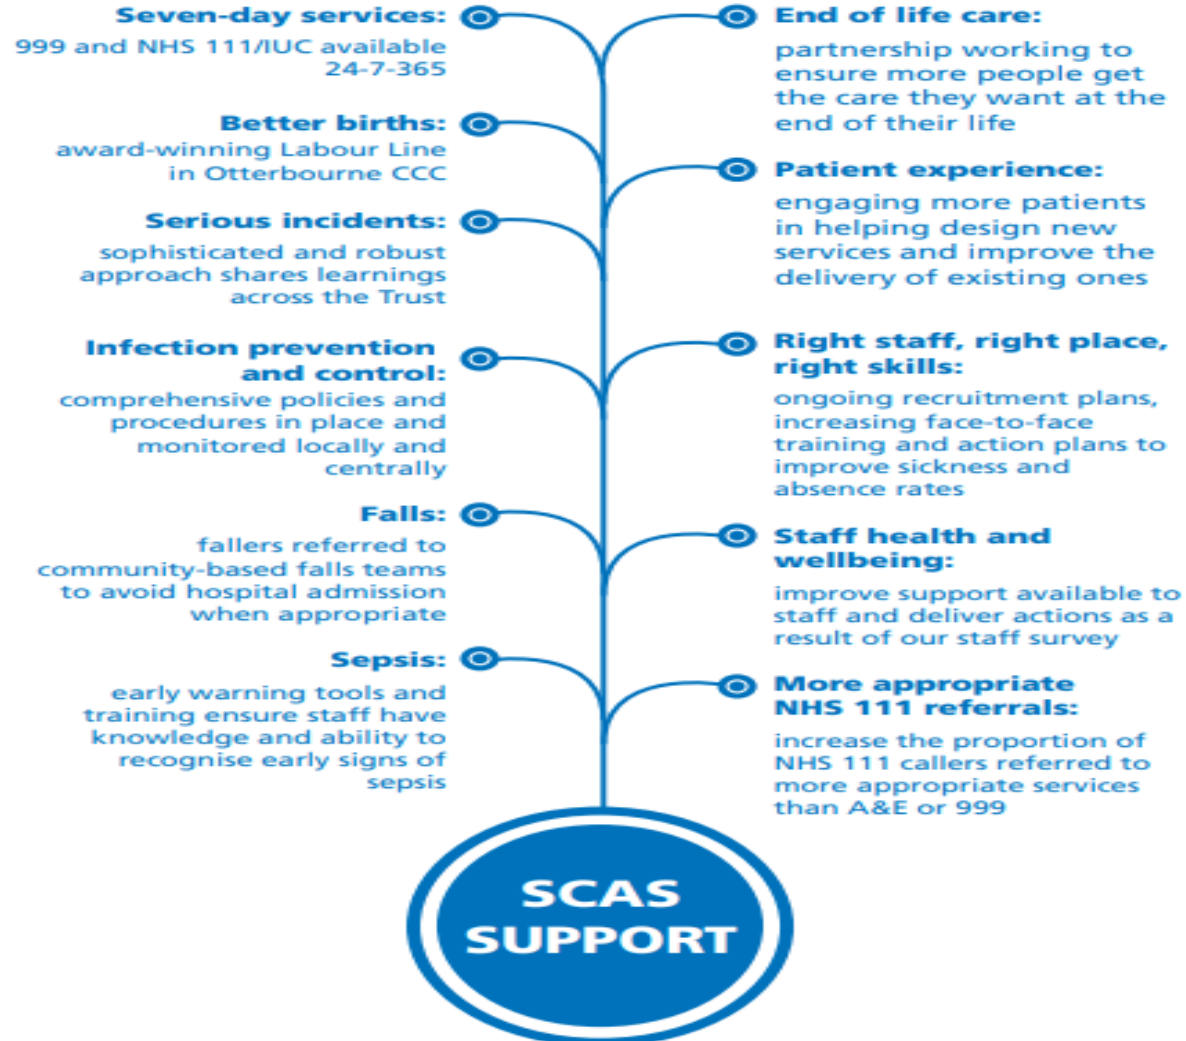 Seven-day services:
999 and NHS 111/IUC available
24-7-365
Better births:
award-winning Labour Line
in Otterbourne CCC
Serious incidents:
sophisticated and robust
approach shares learnings
across the Trust
Infection prevention
and control:
comprehensive policies and
procedures in place and
monitored locally and
centrally
Falls:
fallers referred to
community-based falls teams
to avoid hospital admission
when appropriate
Sepsis:
early warning tools and
training ensure staff have
knowledge and ability to
recognise early signs of
sepsis
End of life care:
partnership working to
ensure more people get
the care they want at the
end of their life
Patient experience:
engaging more patients
in helping design new
services and improve the
delivery of existing ones
Right staff, right place,
right skills:
ongoing recruitment plans,
increasing face-to-face
training and action plans to
improve sickness and
absence rates
Staff health and
wellbeing:
improve support available to
staff and deliver actions as a
result of our staff survey
More appropriate
NHS 111 referrals:
increase the proportion of
NHS 111 callers referred to
more appropriate services
than A&E or 999
SCAS
SUPPORT